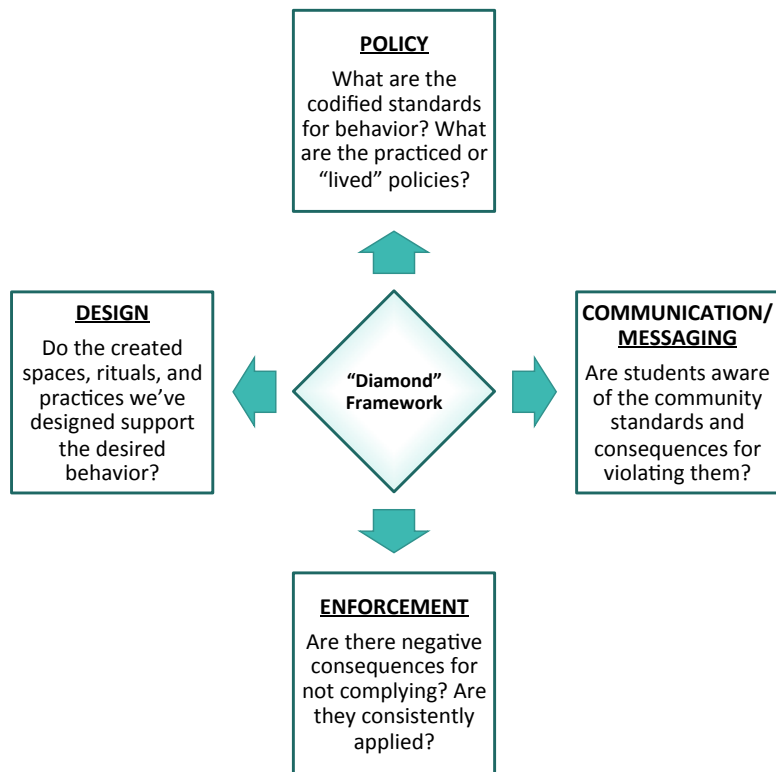 POLICY
What are the
codified standards
for behavior? What
are the practiced or
“lived” policies?
DESIGN
Do the created
spaces, rituals, and
practices we’ve
designed support
the desired
behavior?
“Diamond”
Framework
COMMUNICATION/
MESSAGING
Are students aware
of the community
standards and
consequences for
violating them?
ENFORCEMENT
Are there negative
consequences for
not complying? Are
they consistently
applied?